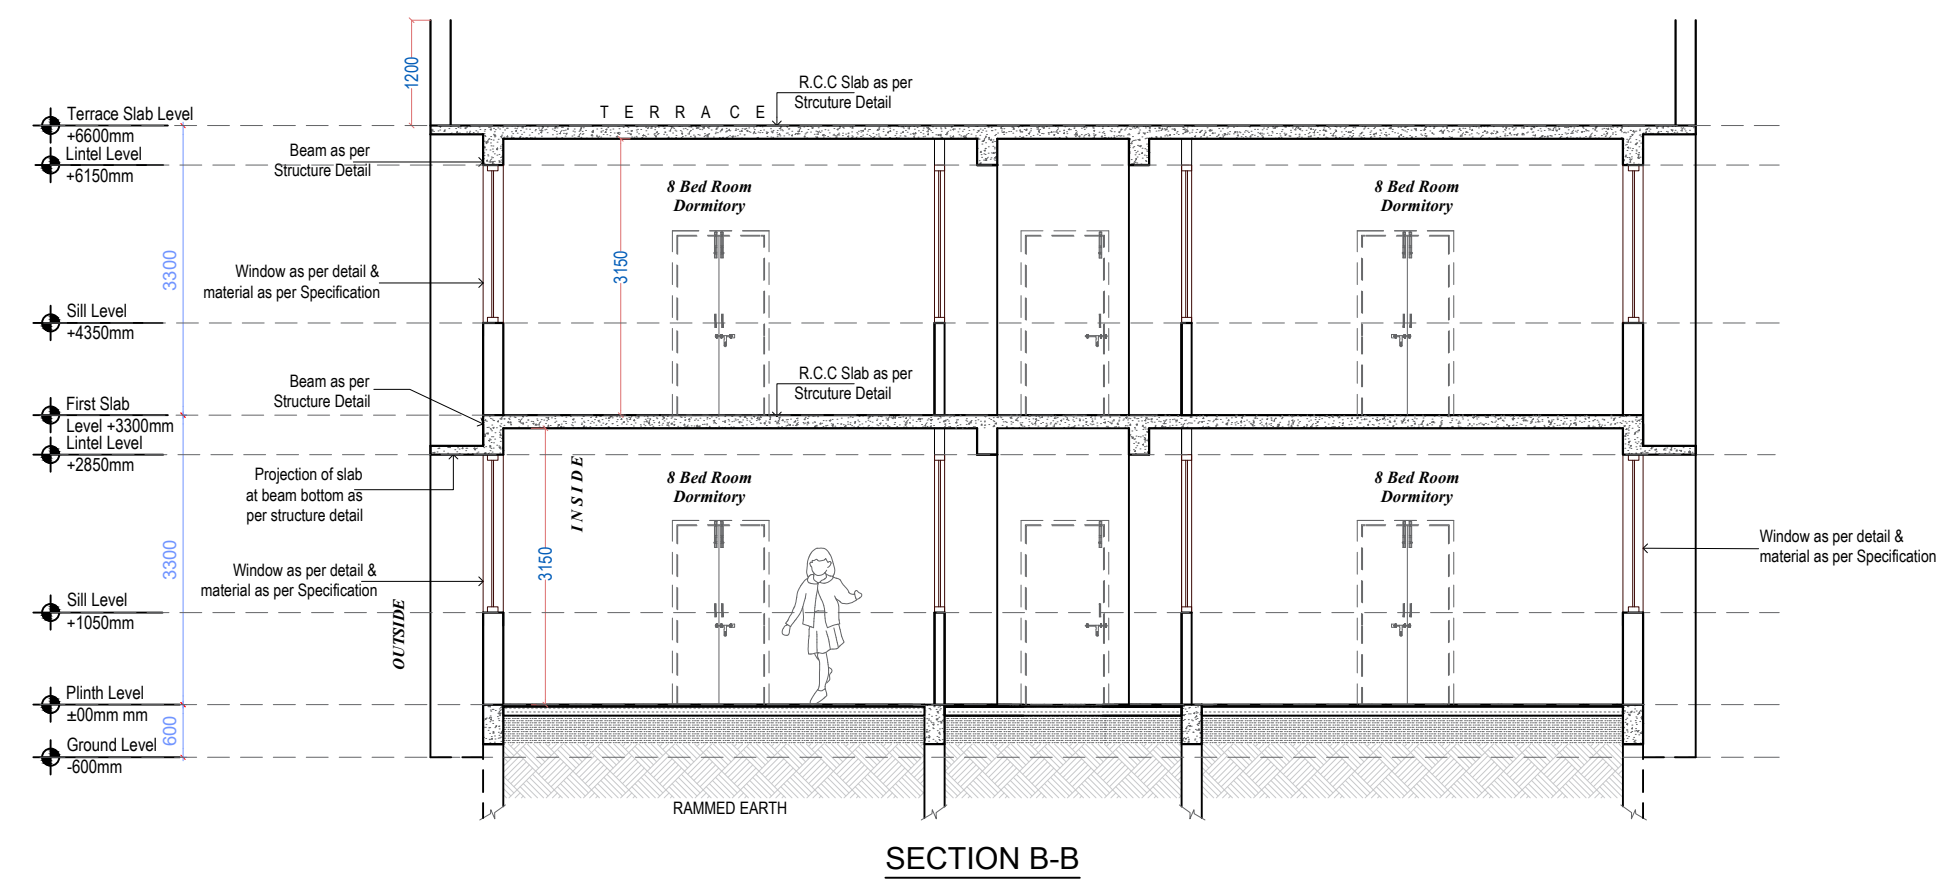 1200
R.C.C Slab as per
Strcuture Detail
TERRACE
Terrace Slab Level
+6600mm
Lintel Level
+6150mm
Beam as per
Structure Detail
8 Bed Room
Dormitory
8 Bed Room
Dormitory
3300
3150
Window as per detail &
material as per Specification
Sill Level
+4350mm
R.C.C Slab as per
Strcuture Detail
Beam as per
Structure Detail
First Slab
Level +3300mm
Lintel Level
+2850mm
Projection of slab
at beam bottom as
per structure detail
INSIDE
8 Bed Room
Dormitory
8 Bed Room
Dormitory
3300
3150
Window as per detail &
material as per Specification
Window as per detail &
material as per Specification
Sill Level
+1050mm
OUTSIDE
Plinth Level
±00mm mm
600
Ground Level
-600mm
RAMMED EARTH
SECTION B-B